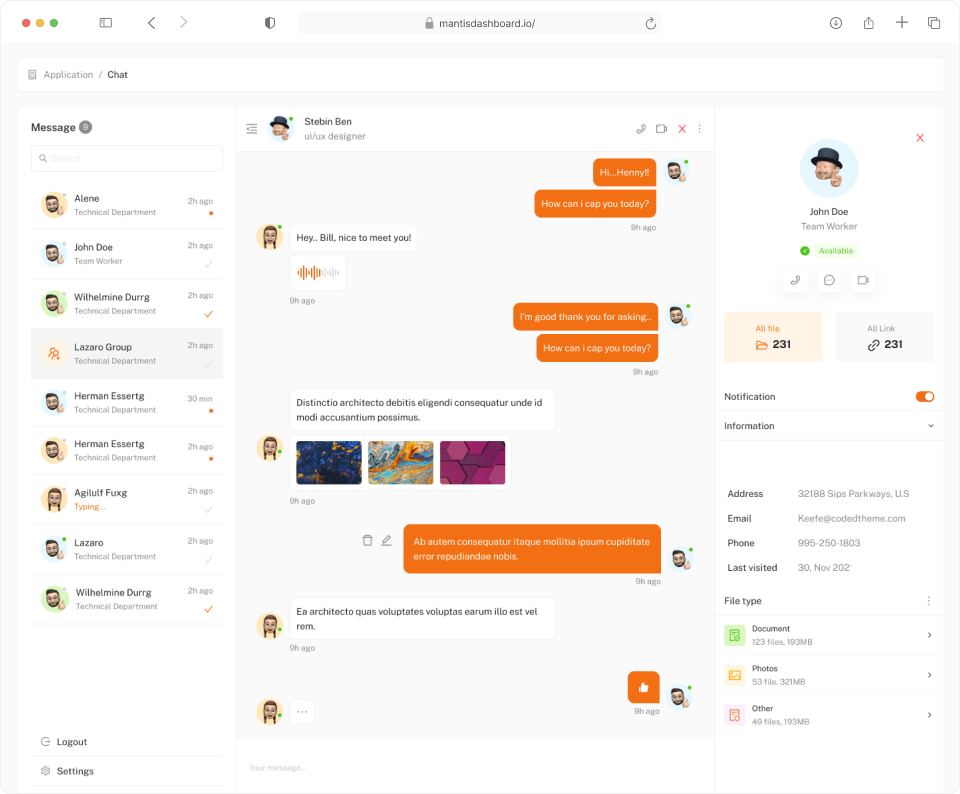 mantisdashboard.io/
Application / Chat
Message 9
Search
Alene
2h ago
Technical Department
John Doe
2h ago
Team Worker
Wilhelmine Durrg
2h ago
Technical Department
Lazaro Group
2h ago
Technical Department
Herman Essertg
30 min
Technical Department
Herman Essertg
2h ago
Technical Department
Agilulf Fuxg
2h ago
Typing...
Lazaro
2h ago
Technical Department
Wilhelmine Durrg
2h ago
Technical Department
Logout
Settings
Stebin Ben
ui/ux designer
Hi...Henny!!
How can i cap you today?
9h ago
Hey.. Bill, nice to meet you!
9h ago
I'm good thank you for asking..
How can i cap you today?
9h ago
Distinctio architecto debitis eligendi consequatur unde id
modi accusantium possimus.
9h ago
Ab autem consequatur itaque mollitia ipsum cupiditate
error repudiandae nobis.
9h ago
Ea architecto quas voluptates voluptas earum illo est vel
rem.
9h ago
9h ago
...
Your message...
John Doe
Team Worker
Available
All file
231
All Link
231
Notification
Information
Address
32188 Sips Parkways, U.S
Email
Keefe@codedtheme.com
Phone
995-250-1803
Last visited
30, Nov 202
File type
Document
123 files, 193MB
Photos
53 file, 321MB
Other
49 files, 193MB